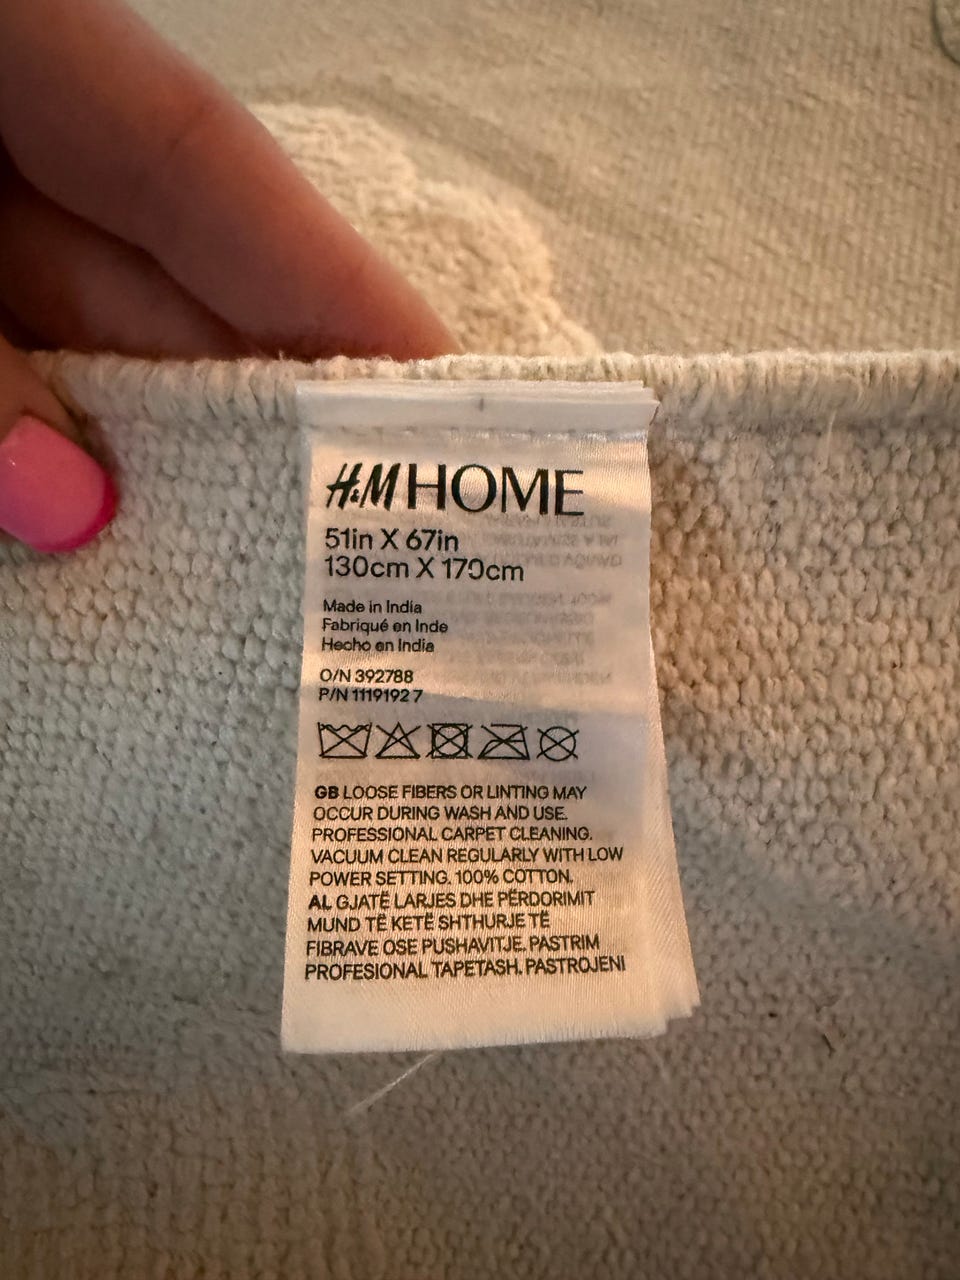 H&M HOME
51in X 67in
130cm X 170cm
Made in India
Fabriqué en Inde
Hecho en India
O/N 392788
P/N 1119192 7
GB LOOSE FIBERS OR LINTING MAY
OCCUR DURING WASH AND USE.
PROFESSIONAL CARPET CLEANING.
VACUUM CLEAN REGULARLY WITH LOW
POWER SETTING. 100% COTTON.
AL GJATË LARJES DHE PËRDORIMIT
MUND TË KETË SHTHURJE TË
FIBRAVE OSE PUSHAVITJE. PASTRIM
PROFESIONAL TAPETASH. PASTROJENI